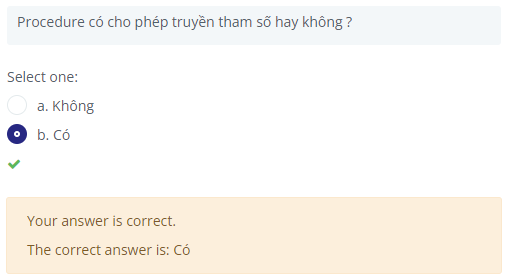 Procedure có cho phép truyền tham số hay không ?
Select one:
a. Không
b. Có
Your answer is correct.
The correct answer is: Có